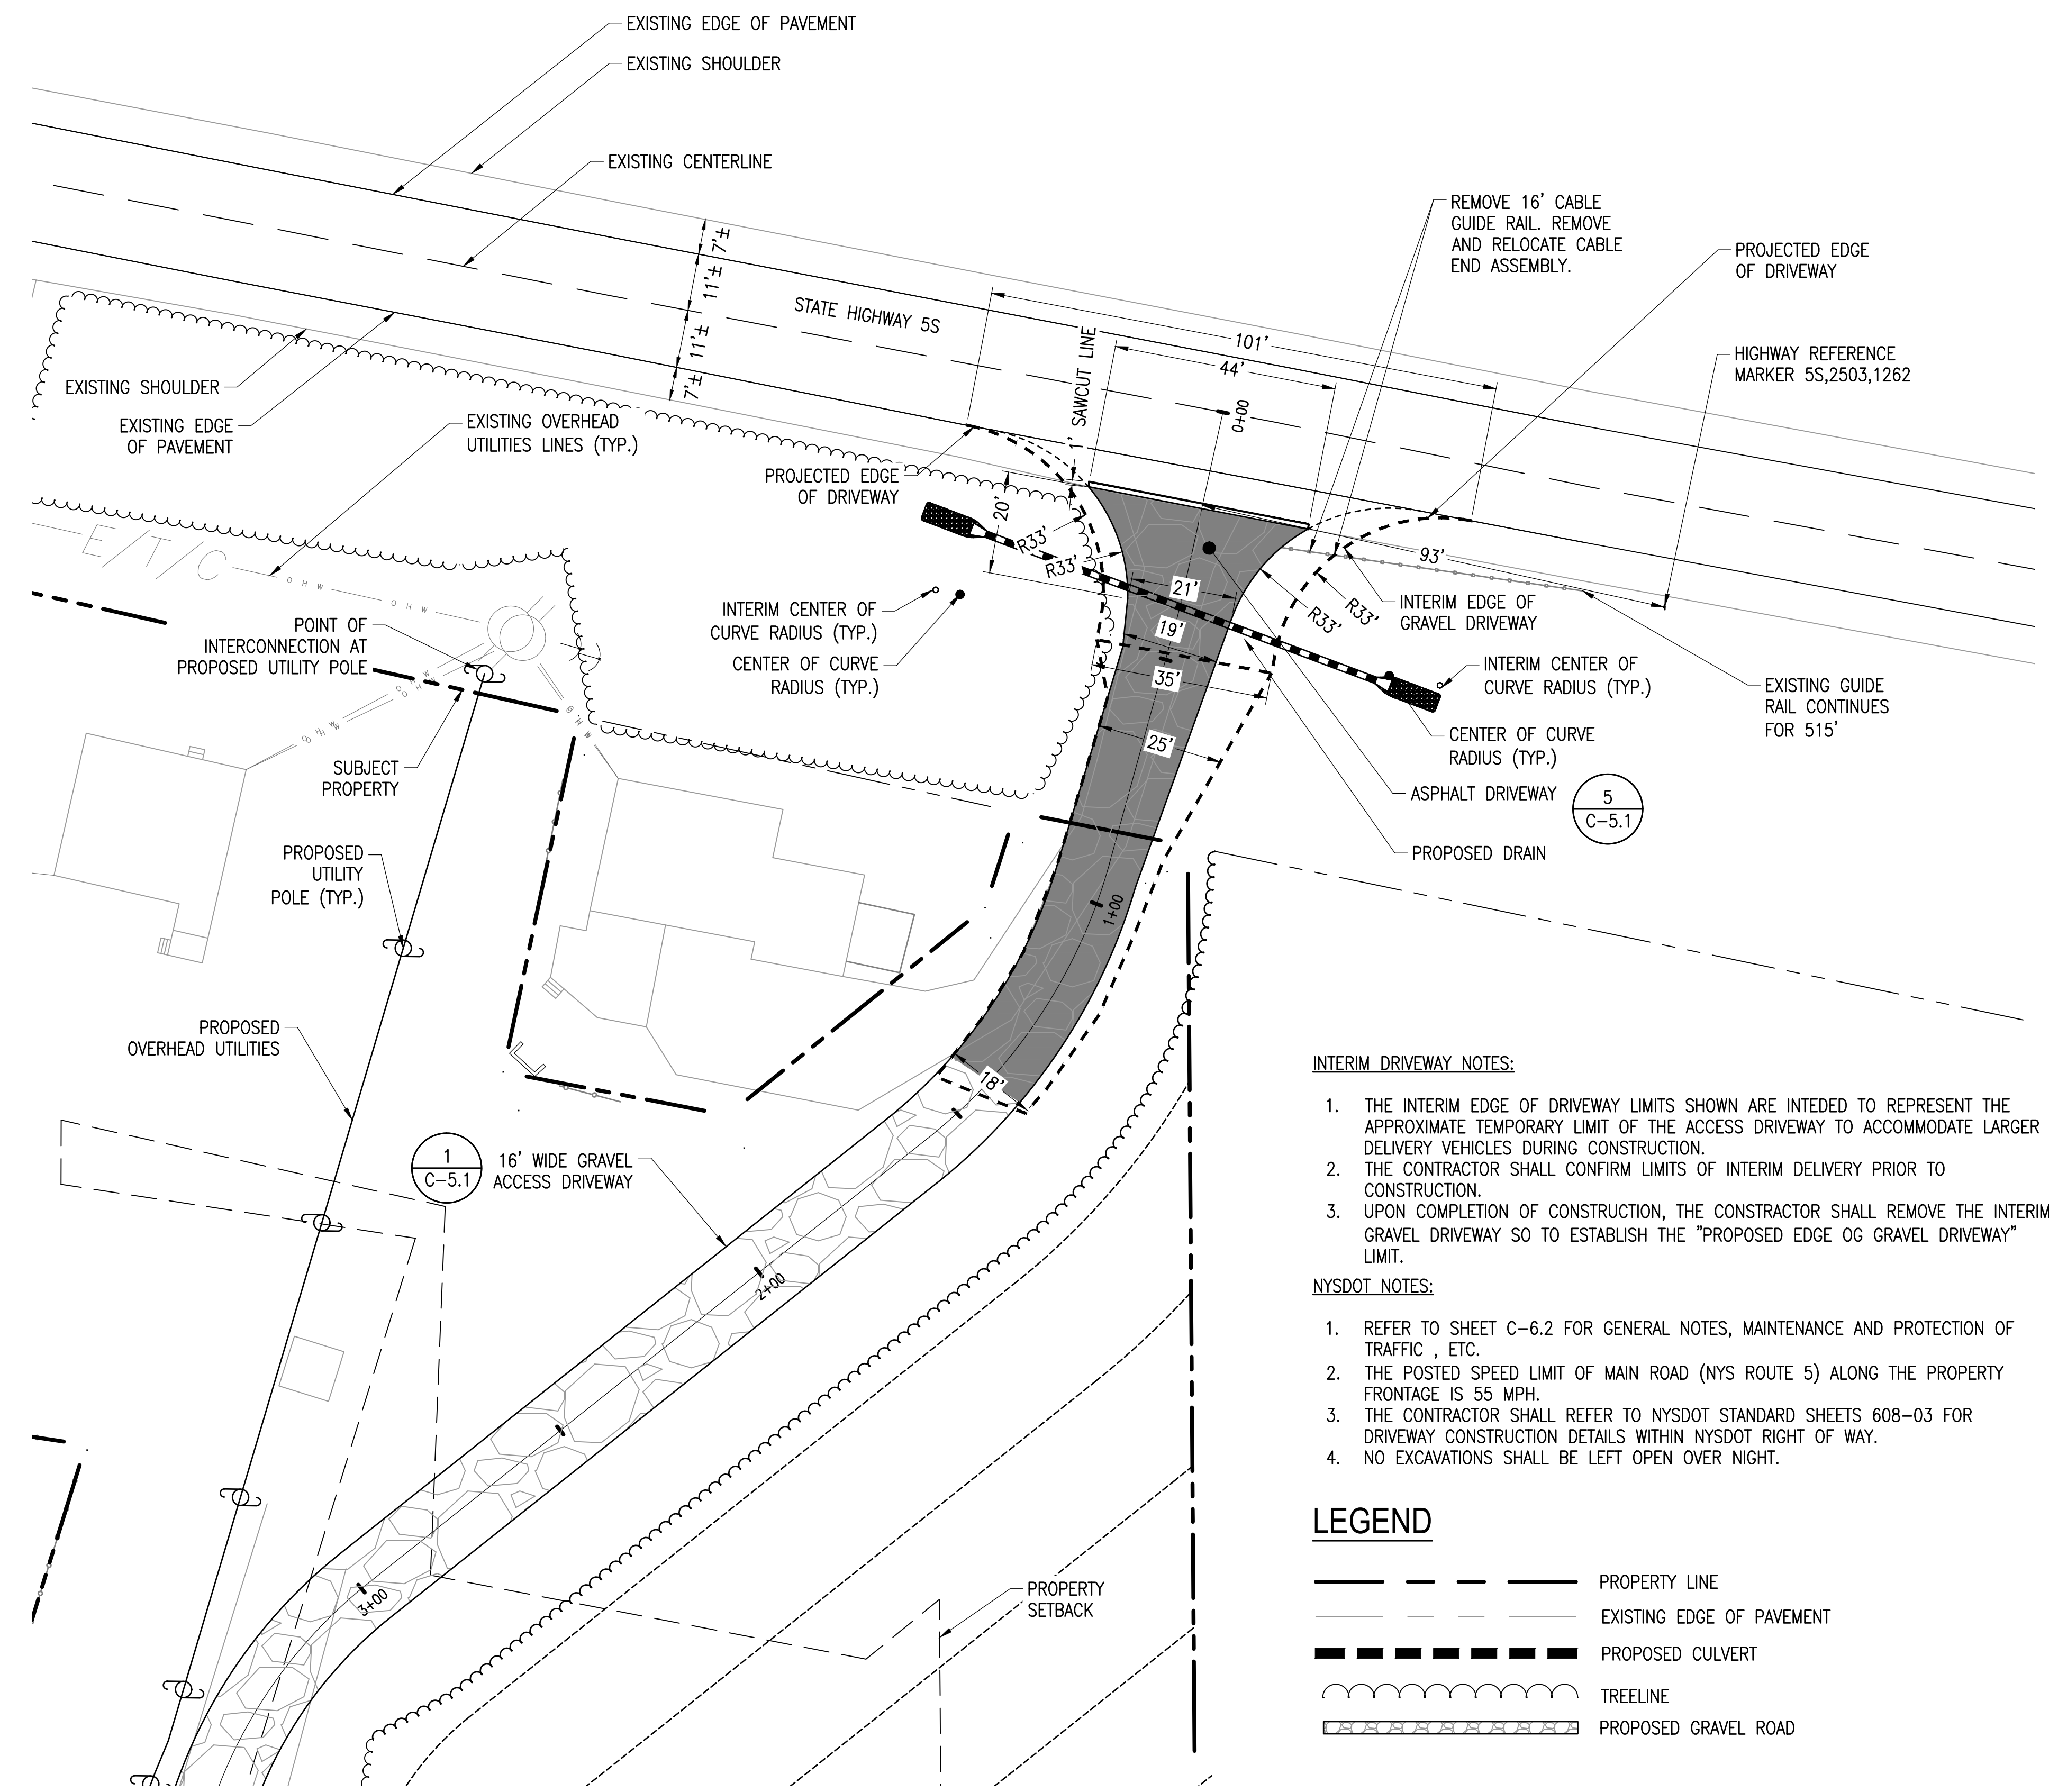 EXISTING EDGE OF PAVEMENT
EXISTING SHOULDER
EXISTING CENTERLINE
REMOVE 16' CABLE
GUIDE RAIL. REMOVE
AND RELOCATE CABLE
END ASSEMBLY.
PROJECTED EDGE
OF DRIVEWAY
7'±
11'±
11'±
7'±
STATE HIGHWAY 5S
101'
44'
1' SAWCUT LINE
0+00
HIGHWAY REFERENCE
MARKER 5S,2503,1262
EXISTING SHOULDER
EXISTING EDGE
OF PAVEMENT
EXISTING OVERHEAD
UTILITIES LINES (TYP.)
PROJECTED EDGE
OF DRIVEWAY
20'
R33'
R33'
93'
21'
19'
35'
25'
R33'
R33'
E/T/C
OHW
OHW
OHW
OHW
OHW
INTERIM CENTER OF
CURVE RADIUS (TYP.)
CENTER OF CURVE
RADIUS (TYP.)
INTERIM EDGE OF
GRAVEL DRIVEWAY
INTERIM CENTER OF
CURVE RADIUS (TYP.)
CENTER OF CURVE
RADIUS (TYP.)
EXISTING GUIDE
RAIL CONTINUES
FOR 515'
POINT OF
INTERCONNECTION AT
PROPOSED UTILITY POLE
SUBJECT
PROPERTY
ASPHALT DRIVEWAY
5
C-5.1
PROPOSED DRAIN
PROPOSED
UTILITY
POLE (TYP.)
1+00
PROPOSED
OVERHEAD UTILITIES
18'
1
C-5.1
16' WIDE GRAVEL
ACCESS DRIVEWAY
2+00
3+00
PROPERTY
SETBACK
INTERIM DRIVEWAY NOTES:
1. THE INTERIM EDGE OF DRIVEWAY LIMITS SHOWN ARE INTEDED TO REPRESENT THE
APPROXIMATE TEMPORARY LIMIT OF THE ACCESS DRIVEWAY TO ACCOMMODATE LARGER
DELIVERY VEHICLES DURING CONSTRUCTION.
2. THE CONTRACTOR SHALL CONFIRM LIMITS OF INTERIM DELIVERY PRIOR TO
CONSTRUCTION.
3. UPON COMPLETION OF CONSTRUCTION, THE CONSTRACTOR SHALL REMOVE THE INTERIM
GRAVEL DRIVEWAY SO TO ESTABLISH THE "PROPOSED EDGE OG GRAVEL DRIVEWAY"
LIMIT.
NYSDOT NOTES:
1. REFER TO SHEET C-6.2 FOR GENERAL NOTES, MAINTENANCE AND PROTECTION OF
TRAFFIC , ETC.
2. THE POSTED SPEED LIMIT OF MAIN ROAD (NYS ROUTE 5) ALONG THE PROPERTY
FRONTAGE IS 55 MPH.
3. THE CONTRACTOR SHALL REFER TO NYSDOT STANDARD SHEETS 608-03 FOR
DRIVEWAY CONSTRUCTION DETAILS WITHIN NYSDOT RIGHT OF WAY.
4. NO EXCAVATIONS SHALL BE LEFT OPEN OVER NIGHT.
LEGEND
PROPERTY LINE
EXISTING EDGE OF PAVEMENT
PROPOSED CULVERT
TREELINE
PROPOSED GRAVEL ROAD